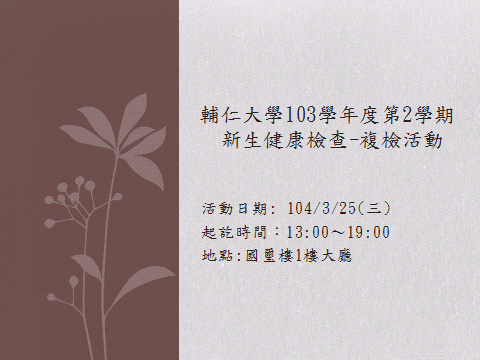 輔仁大學103學年度第2學期
新生健康檢查-複檢活動
活動日期: 104/3/25(三)
起訖時間：13:00～19:00
地點:國璽樓1樓大廳